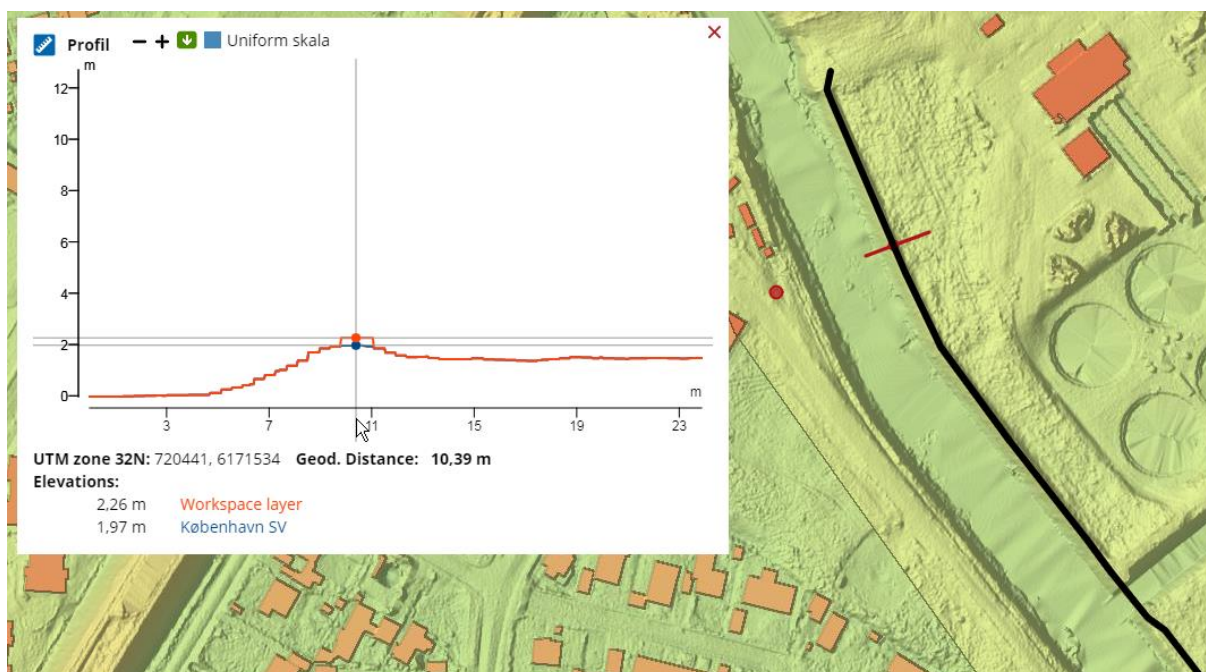 Profil − + Uniform skala
m
12
10
8
6
4
2
0
m
3 7 11 15 19 23
UTM zone 32N: 720441, 6171534 Geod. Distance: 10,39 m
Elevations:
2,26 m Workspace layer
1,97 m København SV